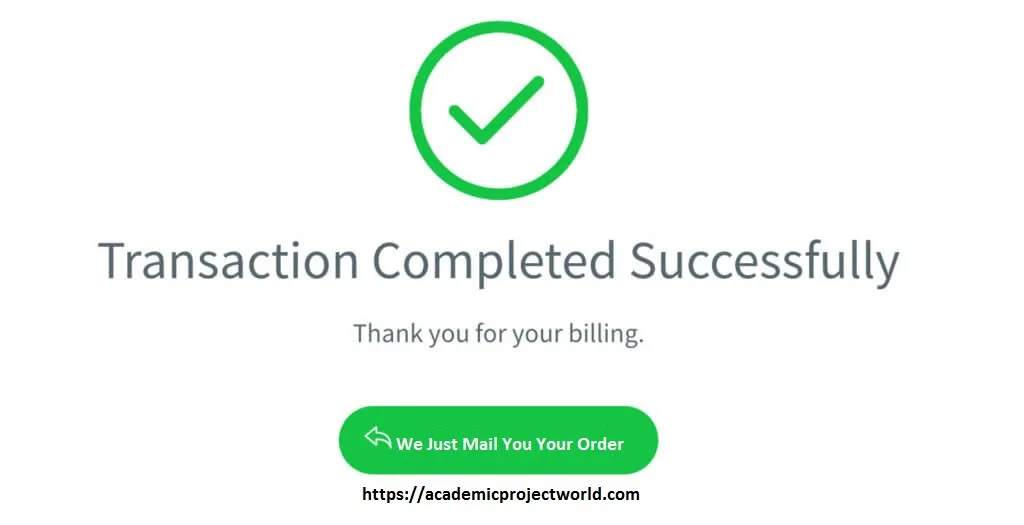 Transaction Completed Successfully
Thank you for your billing.
We Just Mail You Your Order
https://academicprojectworld.com